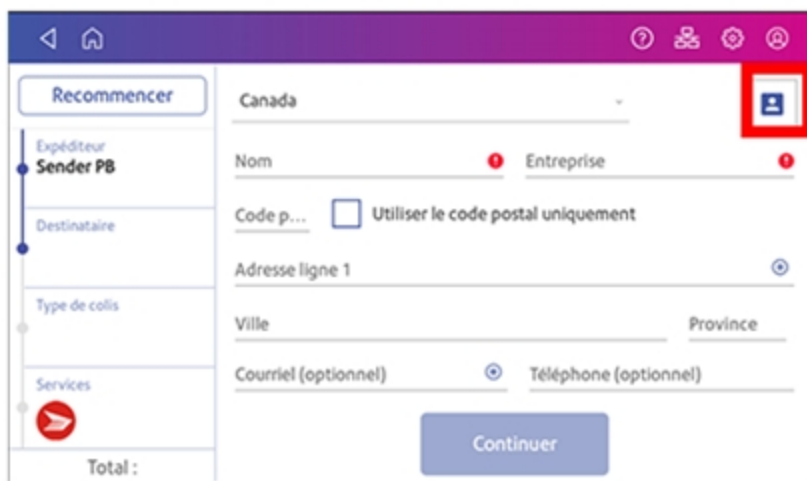 Recommencer
Expéditeur
Sender PB
Destinataire
Type de colis
Services
Total :
Canada
Nom
Entreprise
Code p...
Utiliser le code postal uniquement
Adresse ligne 1
Ville
Province
Courriel (optionnel)
Téléphone (optionnel)
Continuer